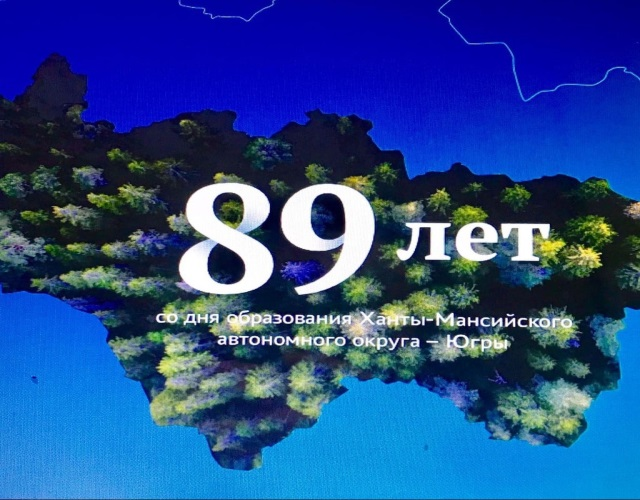 89 лет
со дня образования Ханты-Мансийского
автономного округа – Югры